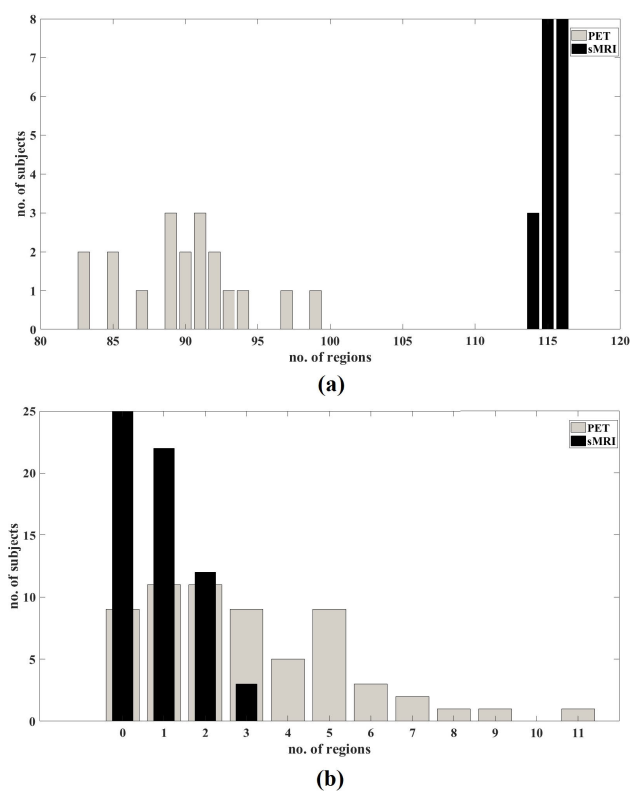 8
7
6
5
4
3
2
1
0
no. of subjects
PET
sMRI
80 85 90 95 100 105 110 115 120
no. of regions
(a)
25
20
15
10
5
0
no. of subjects
PET
sMRI
0 1 2 3 4 5 6 7 8 9 10 11
no. of regions
(b)